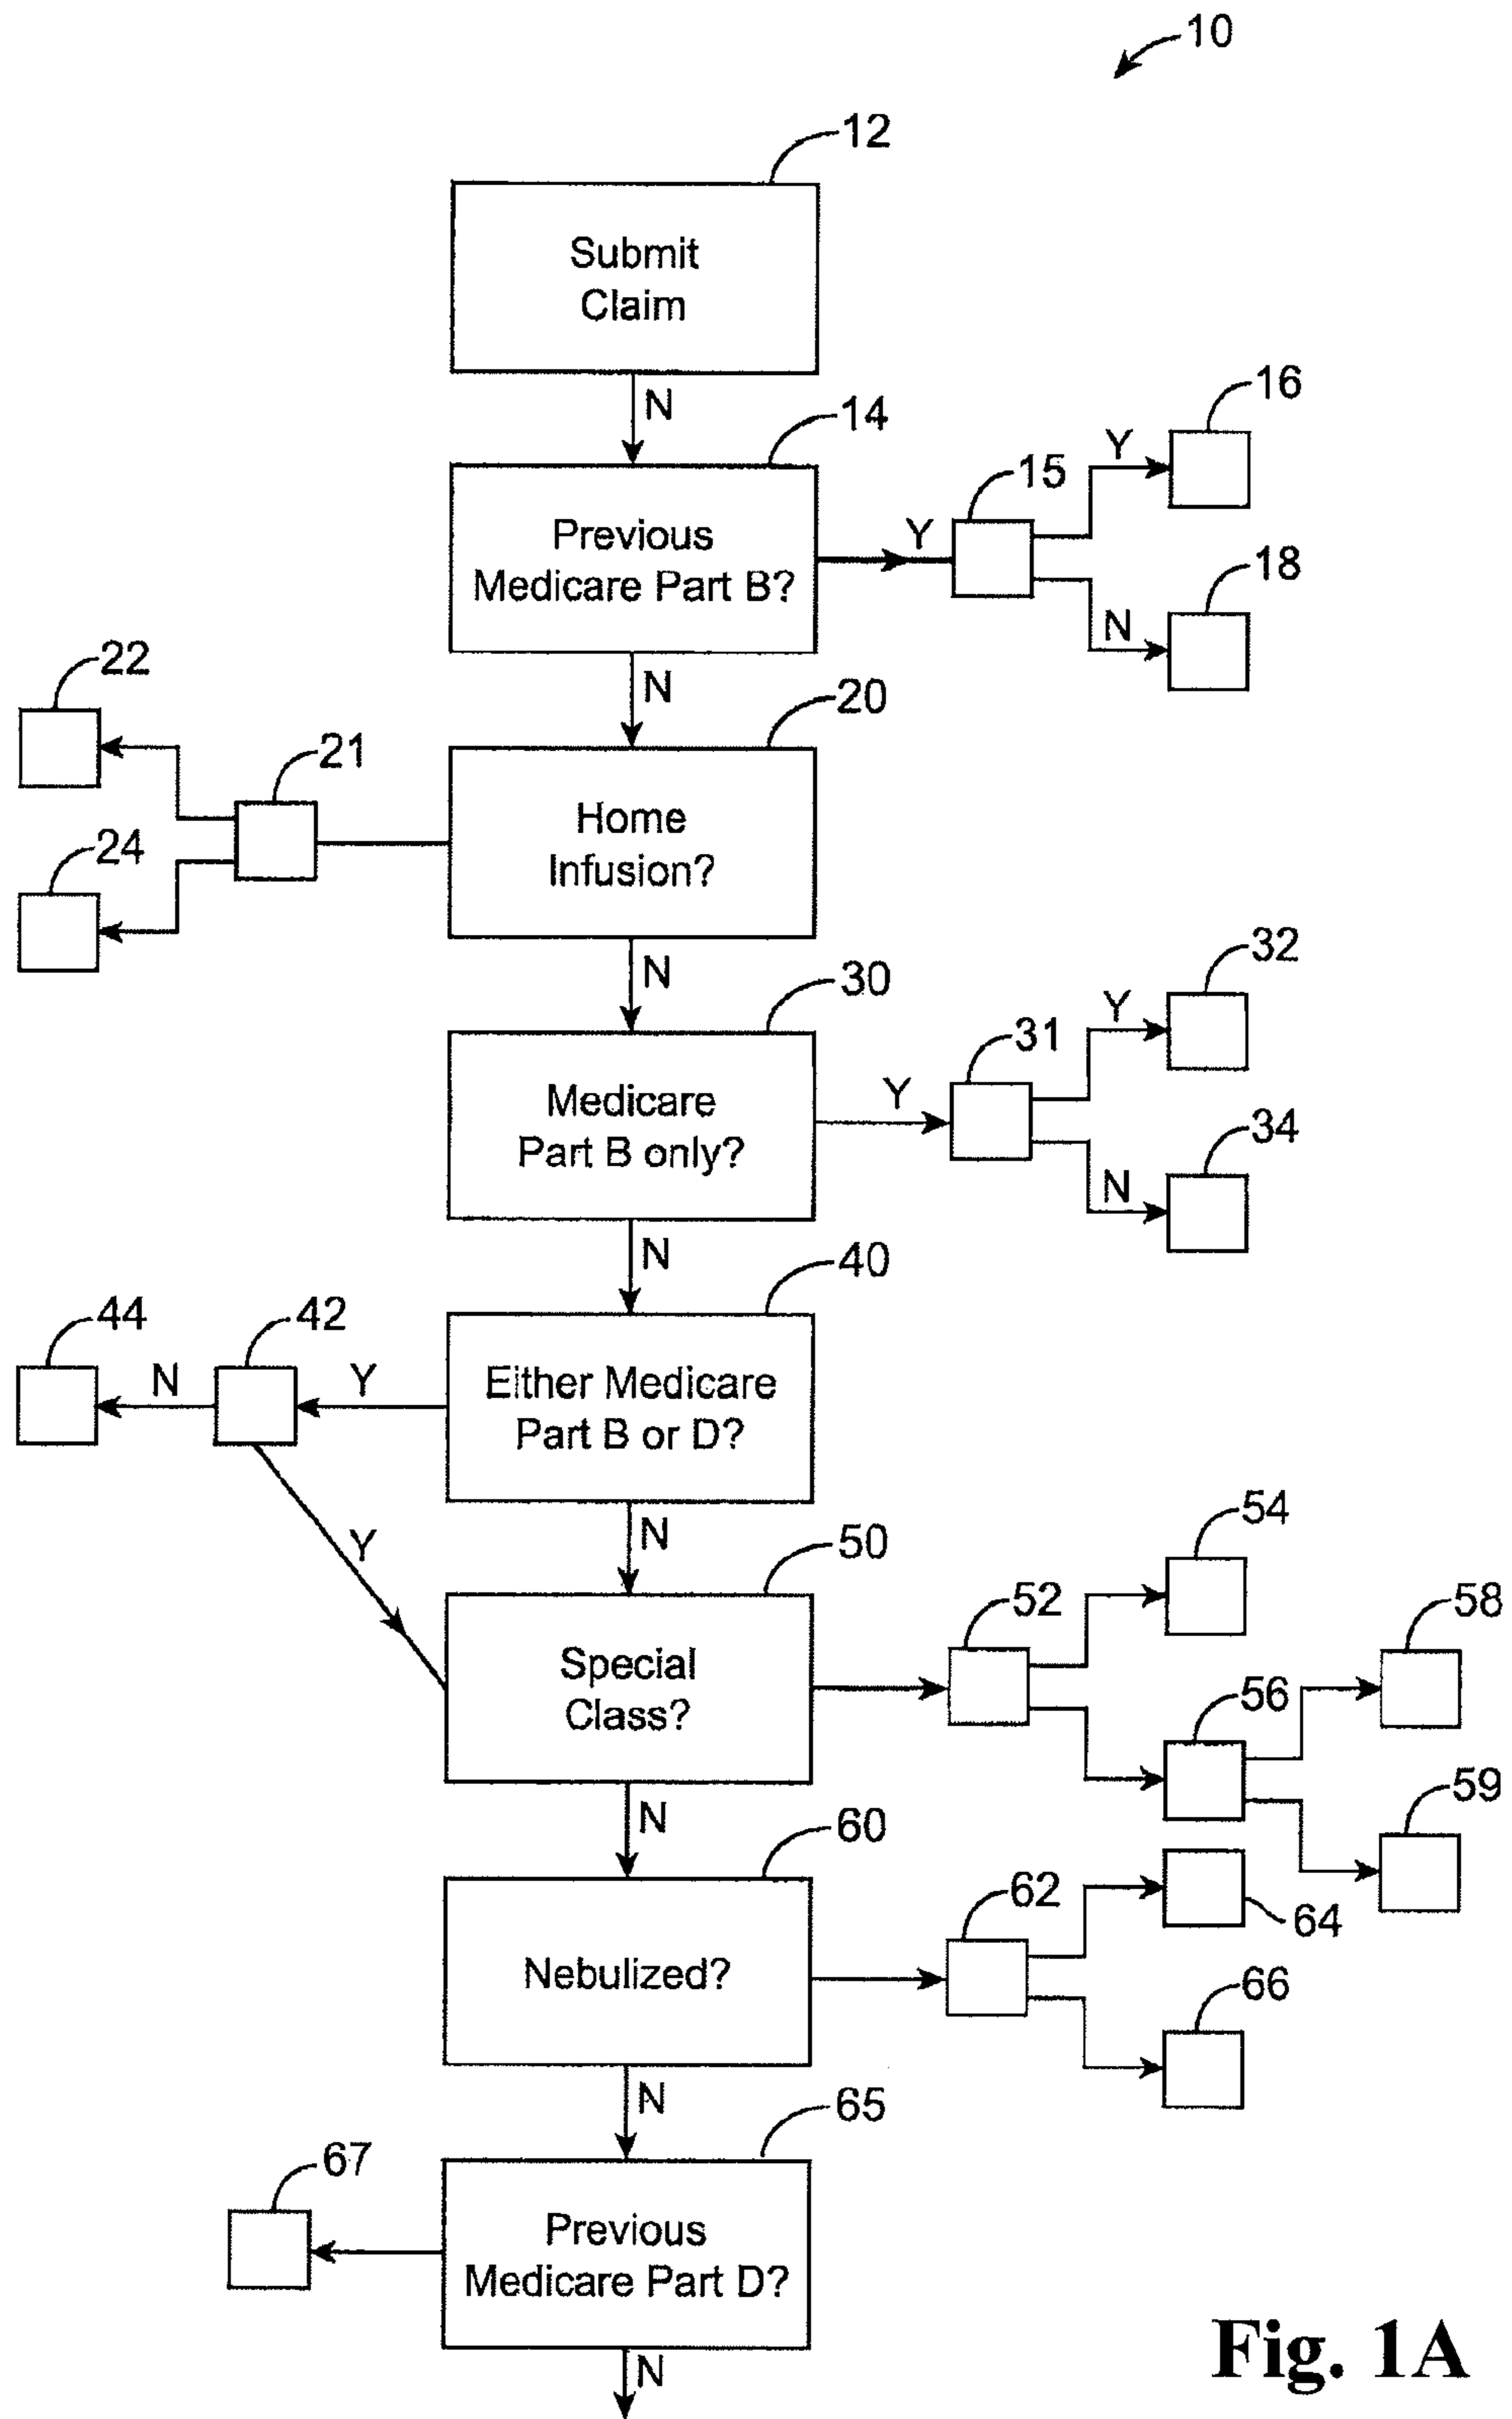 10
12
Submit
Claim
N
14
16
Y
15
Previous
Medicare Part B?
Y
18
N
22
N
20
21
Home
Infusion?
24
N
30
32
Y
31
Medicare
Part B only?
Y
34
N
N
40
44
42
N
Y
Either Medicare
Part B or D?
54
Y
N
50
52
58
Special
Class?
56
59
N
60
62
64
Nebulized?
66
N
65
67
Previous
Medicare Part D?
N
Fig. 1A